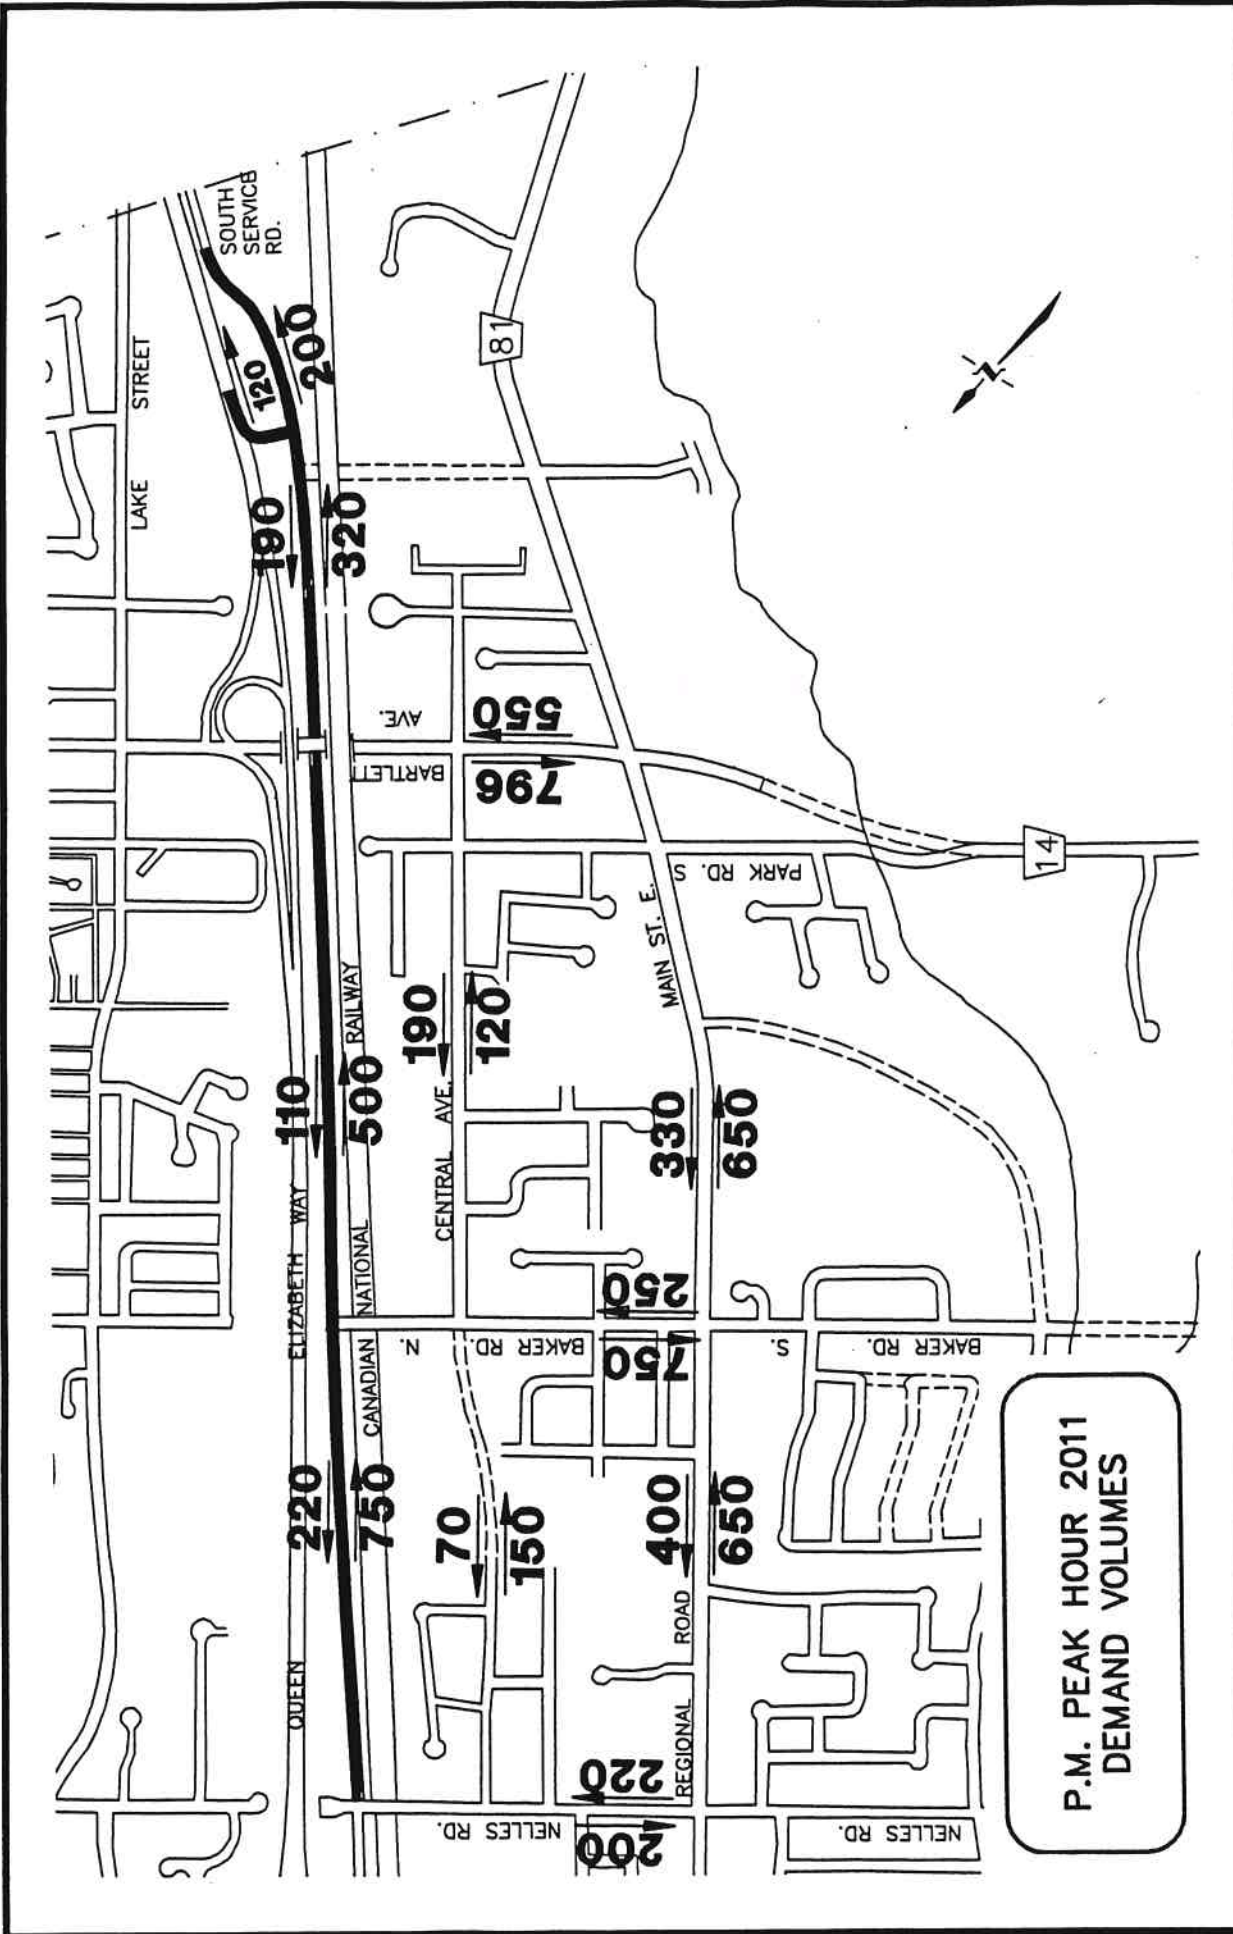 SOUTH
SERVICE
RD.
LAKE STREET
120
200
190
320
81
AVE.
BARTLETT
550
796
PARK RD. S
14
MAIN ST. E.
RAILWAY
190
120
110
500
CENTRAL AVE.
330
650
ELIZABETH WAY
NATIONAL
250
750
BAKER RD. N.
BAKER RD. S.
CANADIAN
220
750
70
150
400
650
ROAD
QUEEN
REGIONAL
220
200
NELLES RD.
NELLES RD.
N
P.M. PEAK HOUR 2011
DEMAND VOLUMES